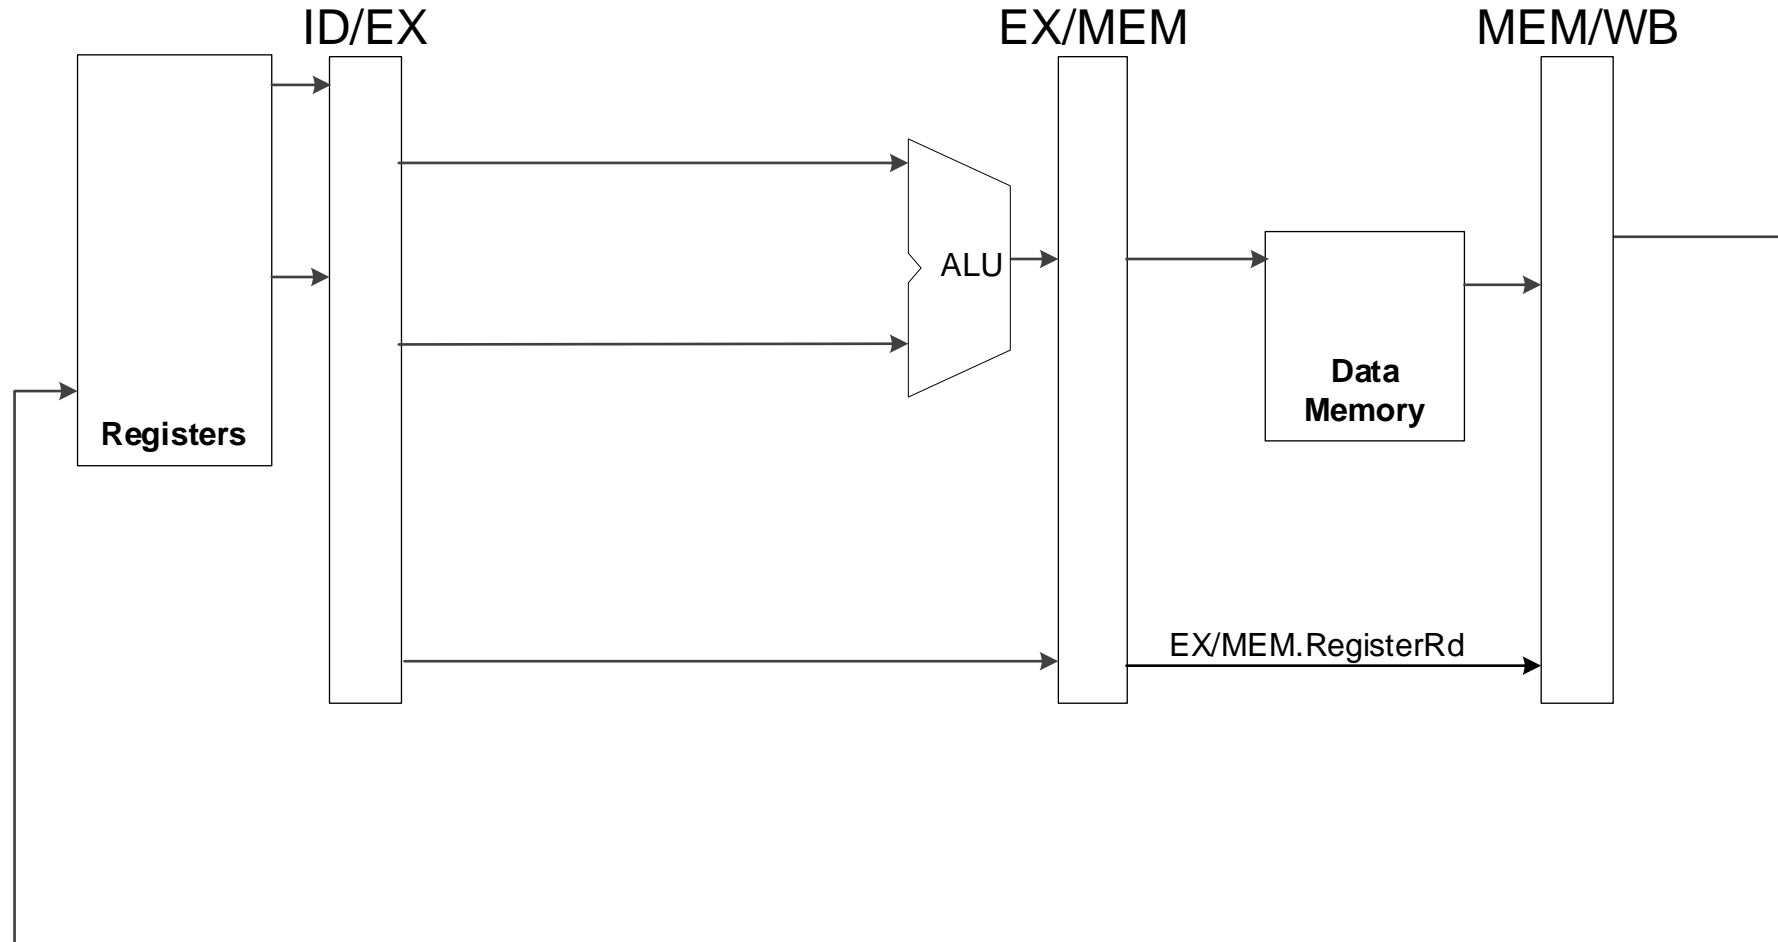 ID/EX
EX/MEM
MEM/WB
ALU
Data
Memory
Registers
EX/MEM.RegisterRd